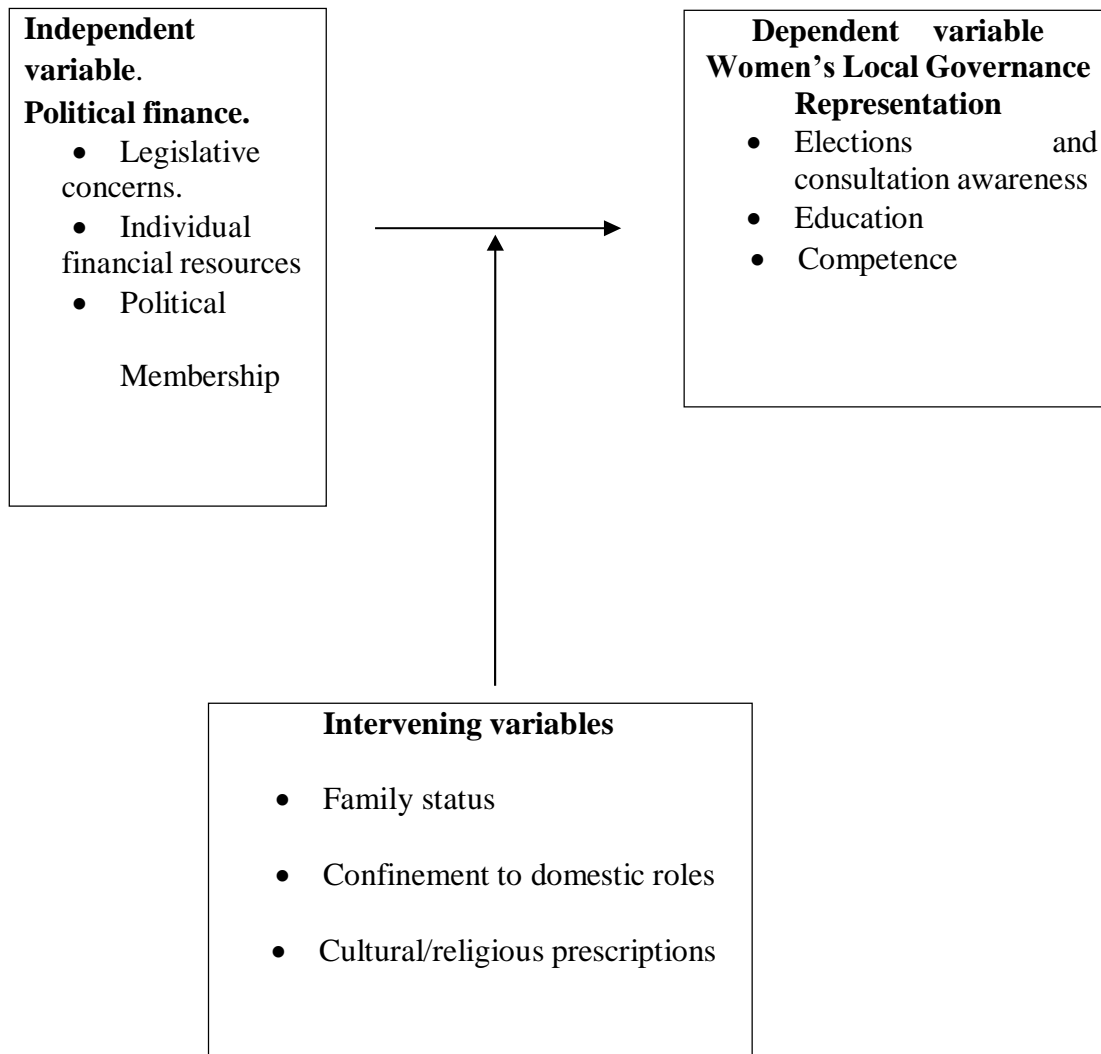 Independent
variable.
Political finance.
• Legislative
concerns.
• Individual
financial resources
• Political
Membership
Dependent variable
Women’s Local Governance
Representation
• Elections and
consultation awareness
• Education
• Competence
Intervening variables
• Family status
• Confinement to domestic roles
• Cultural/religious prescriptions